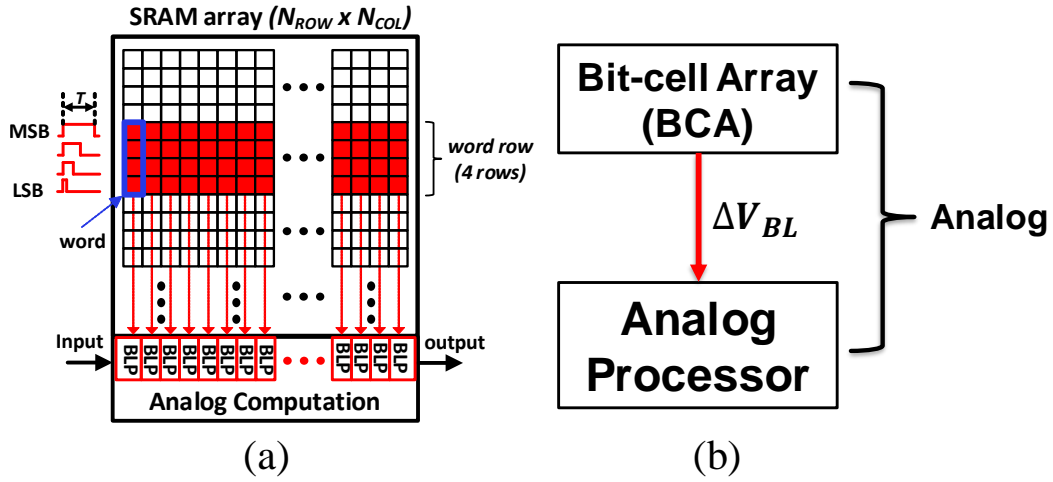 SRAM array (N_ROW x N_COL)
T
MSB
LSB
word
word row
(4 rows)
Input
BLP BLP BLP BLP BLP BLP BLP BLP BLP BLP BLP BLP
output
Analog Computation
(a)
Bit-cell Array
(BCA)
ΔV_BL
Analog
Analog
Processor
(b)